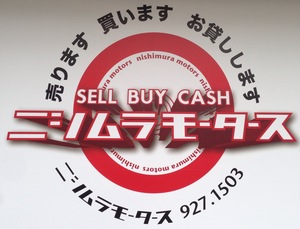 売ります 買います お貸しします
nishimura motors nishimura motors nishimura motors nishimura motors
SELL BUY CASH
ニシムラモータース
ニシムラモータース 927.1503